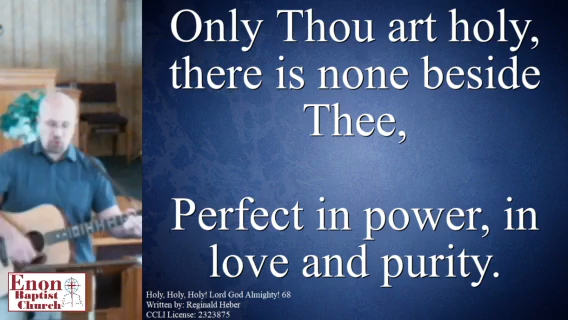 Only Thou art holy,
there is none beside
Thee,
Perfect in power, in
love and purity.
Holy, Holy, Holy! Lord God Almighty! 68
Written by: Reginald Heber
CCLI License: 2323875
Enon
Baptist
Church